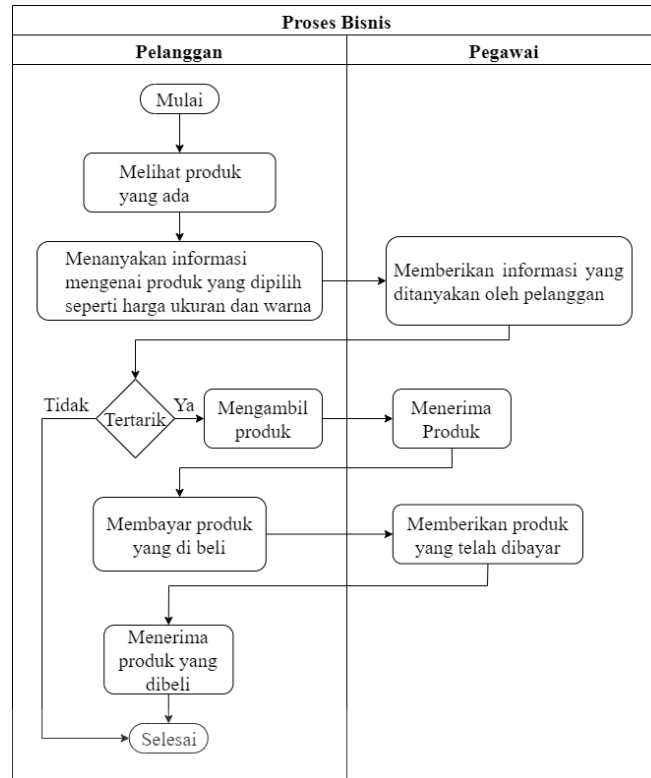 Proses Bisnis
Pelanggan
Pegawai
Mulai
Melihat produk
yang ada
Menanyakan informasi
mengenai produk yang dipilih
seperti harga ukuran dan warna
Memberikan informasi yang
ditanyakan oleh pelanggan
Tidak
Tertarik
Ya
Mengambil
produk
Menerima
Produk
Membayar produk
yang di beli
Memberikan produk
yang telah dibayar
Menerima
produk yang
dibeli
Selesai